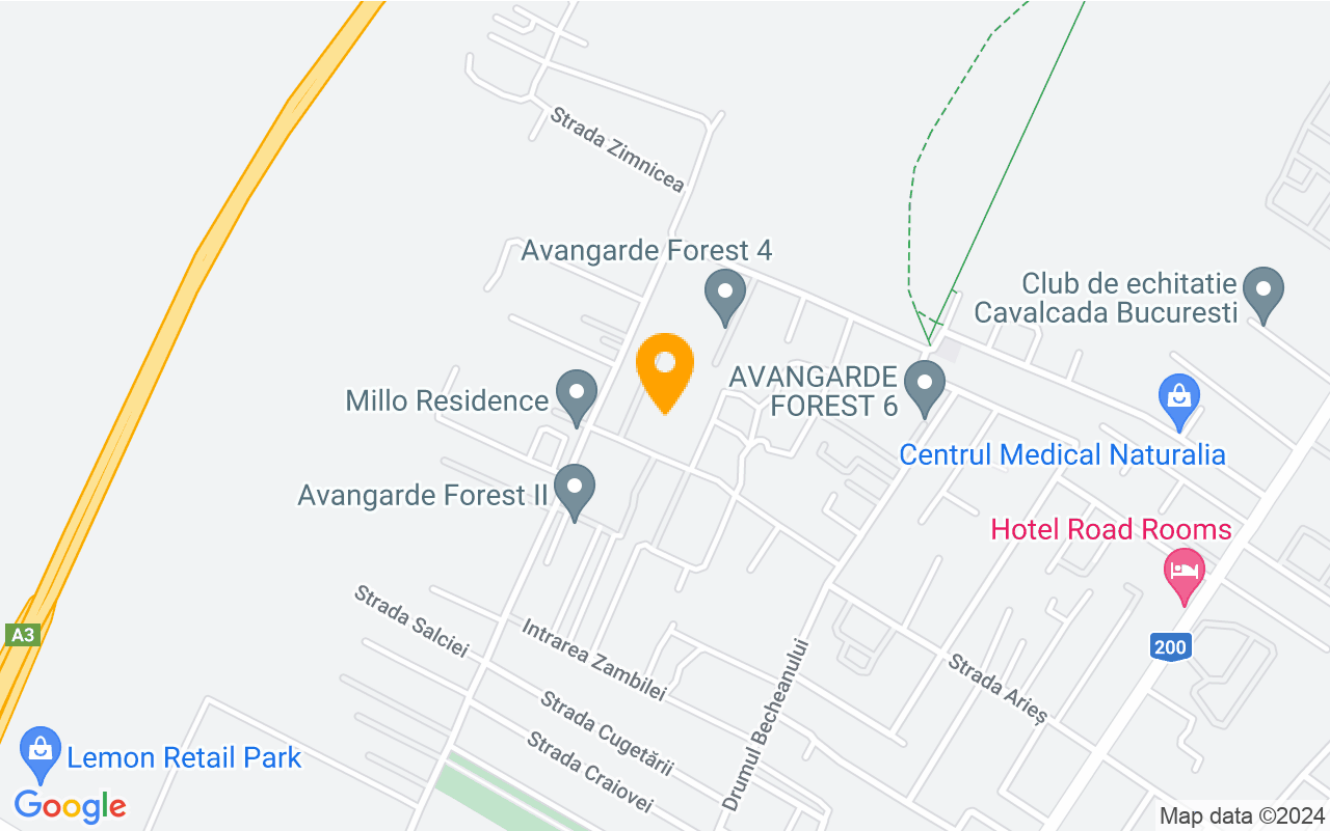 Strada Zimnicea
Avangarde Forest 4
Club de echitatie
Cavalcada Bucuresti
AVANGARDE
FOREST 6
Millo Residence
Centrul Medical Naturalia
Avangarde Forest II
Hotel Road Rooms
A3
200
Strada Salciei
Intrarea Zambilei
Strada Arieș
Drumul Becheanului
Strada Cugetării
Strada Craiovei
Lemon Retail Park
Google
Map data ©2024